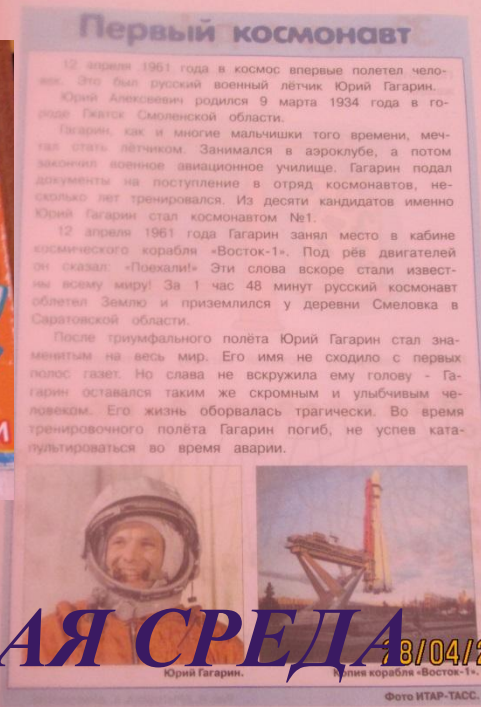 Первый космонавт
12 апреля 1961 года в космос впервые полетел чело-
век. Это был русский военный лётчик Юрий Гагарин.
Юрий Алексеевич родился 9 марта 1934 года в го-
роде Гжатск Смоленской области.
Гагарин, как и многие мальчишки того времени, меч-
тал стать лётчиком. Занимался в аэроклубе, а потом
закончил военное авиационное училище. Гагарин подал
документы на поступление в отряд космонавтов, не-
сколько лет тренировался. Из десяти кандидатов именно
Юрий Гагарин стал космонавтом №1.
12 апреля 1961 года Гагарин занял место в кабине
космического корабля «Восток-1». Под рёв двигателей
он сказал: «Поехали!» Эти слова вскоре стали извест-
ны всему миру! За 1 час 48 минут русский космонавт
облетел Землю и приземлился у деревни Смеловка в
Саратовской области.
После триумфального полёта Юрий Гагарин стал зна-
менитым на весь мир. Его имя не сходило с первых
полос газет. Но слава не вскружила ему голову - Га-
гарин оставался таким же скромным и улыбчивым че-
ловеком. Его жизнь оборвалась трагически. Во время
тренировочного полёта Гагарин погиб, не успев ката-
пультироваться во время аварии.
И
АЯ СРЕДА
28/04/2
Юрий Гагарин.
Копия корабля «Восток-1».
Фото ИТАР-ТАСС.